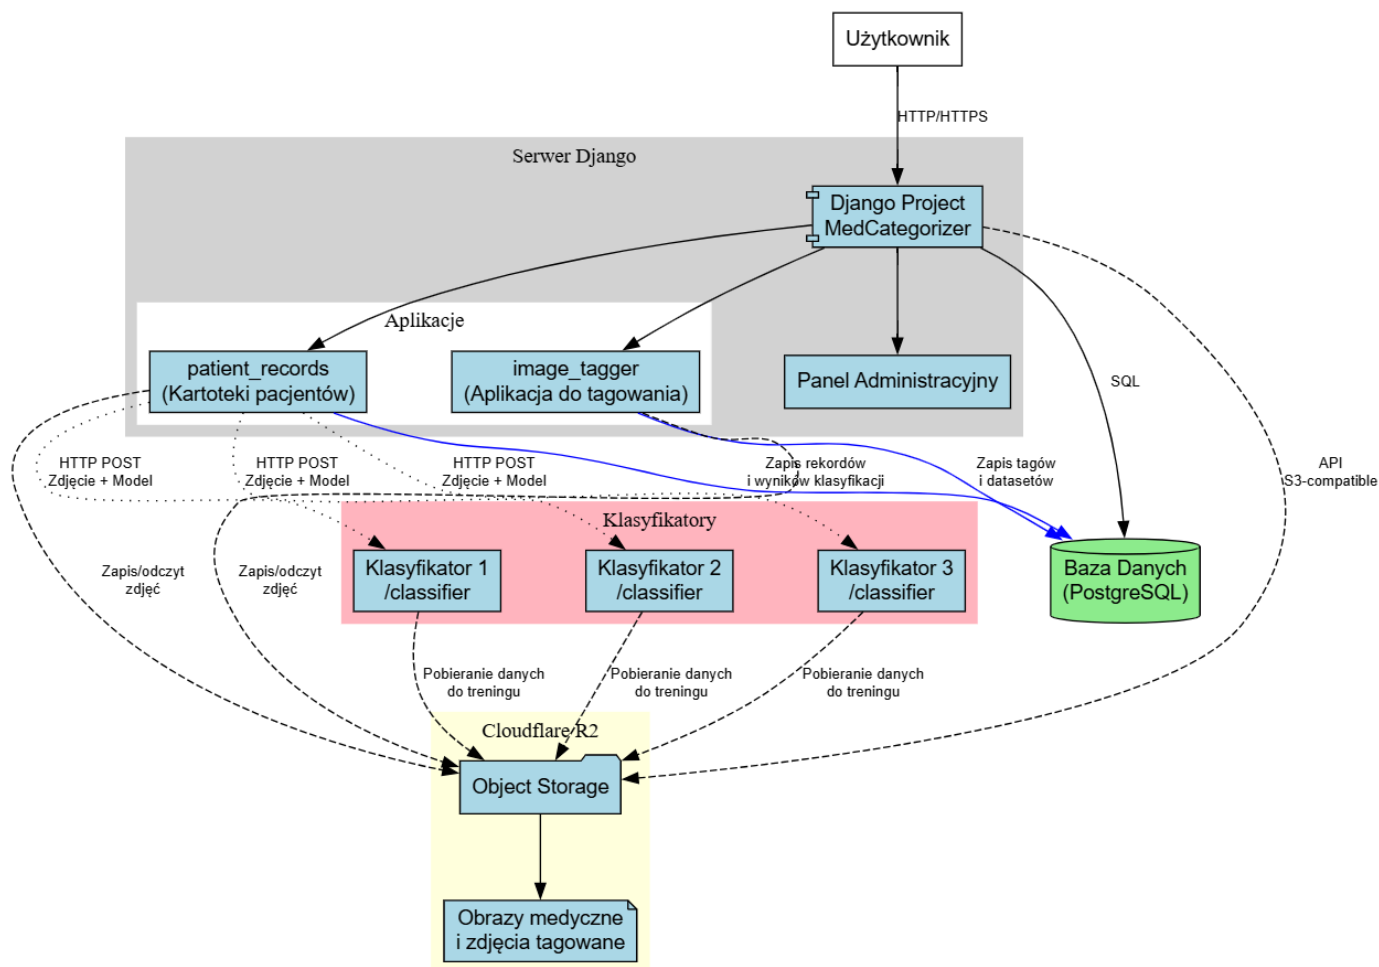 Użytkownik
HTTP/HTTPS
Serwer Django
Django Project
MedCategorizer
Aplikacje
patient_records
(Kartoteki pacjentów)
image_tagger
(Aplikacja do tagowania)
Panel Administracyjny
SQL
HTTP POST
Zdjęcie + Model
HTTP POST
Zdjęcie + Model
HTTP POST
Zdjęcie + Model
Zapis rekordów
i wyników klasyfikacji
Zapis tagów
i datasetów
API
S3-compatible
Klasyfikatory
Klasyfikator 1
/classifier
Klasyfikator 2
/classifier
Klasyfikator 3
/classifier
Baza Danych
(PostgreSQL)
Zapis/odczyt
zdjęć
Zapis/odczyt
zdjęć
Pobieranie danych
do treningu
Pobieranie danych
do treningu
Pobieranie danych
do treningu
Cloudflare R2
Object Storage
Obrazy medyczne
i zdjęcia tagowane